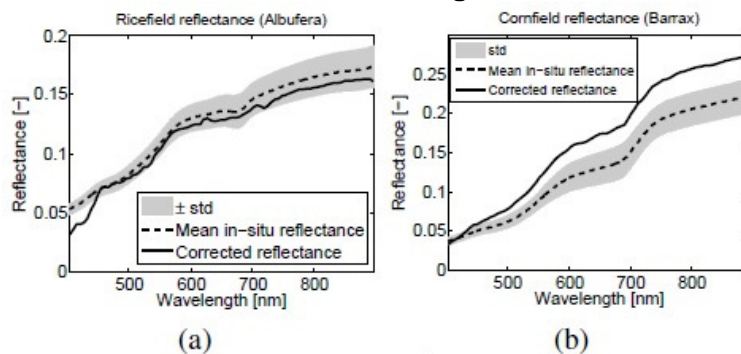 Ricefield reflectance (Albufera)
0.2
0.15
0.1
0.05
0
Reflectance [-]
± std
Mean in-situ reflectance
Corrected reflectance
500 600 700 800
Wavelength [nm]
(a)
Cornfield reflectance (Barrax)
0.25
0.2
0.15
0.1
0.05
0
Reflectance [-]
std
Mean in-situ reflectance
Corrected reflectance
500 600 700 800
Wavelength [nm]
(b)